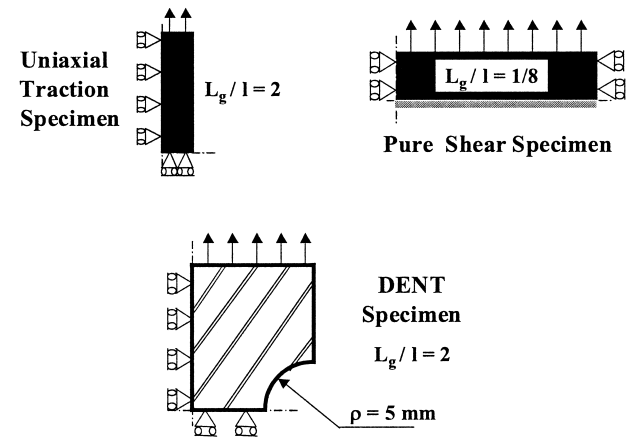 Uniaxial
Traction
Specimen
L_g / l = 2
L_g / l = 1/8
Pure Shear Specimen
DENT
Specimen
L_g / l = 2
ρ = 5 mm